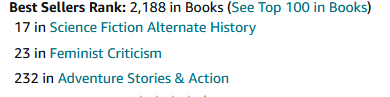 Best Sellers Rank: 2,188 in Books (See Top 100 in Books)
17 in Science Fiction Alternate History
23 in Feminist Criticism
232 in Adventure Stories & Action